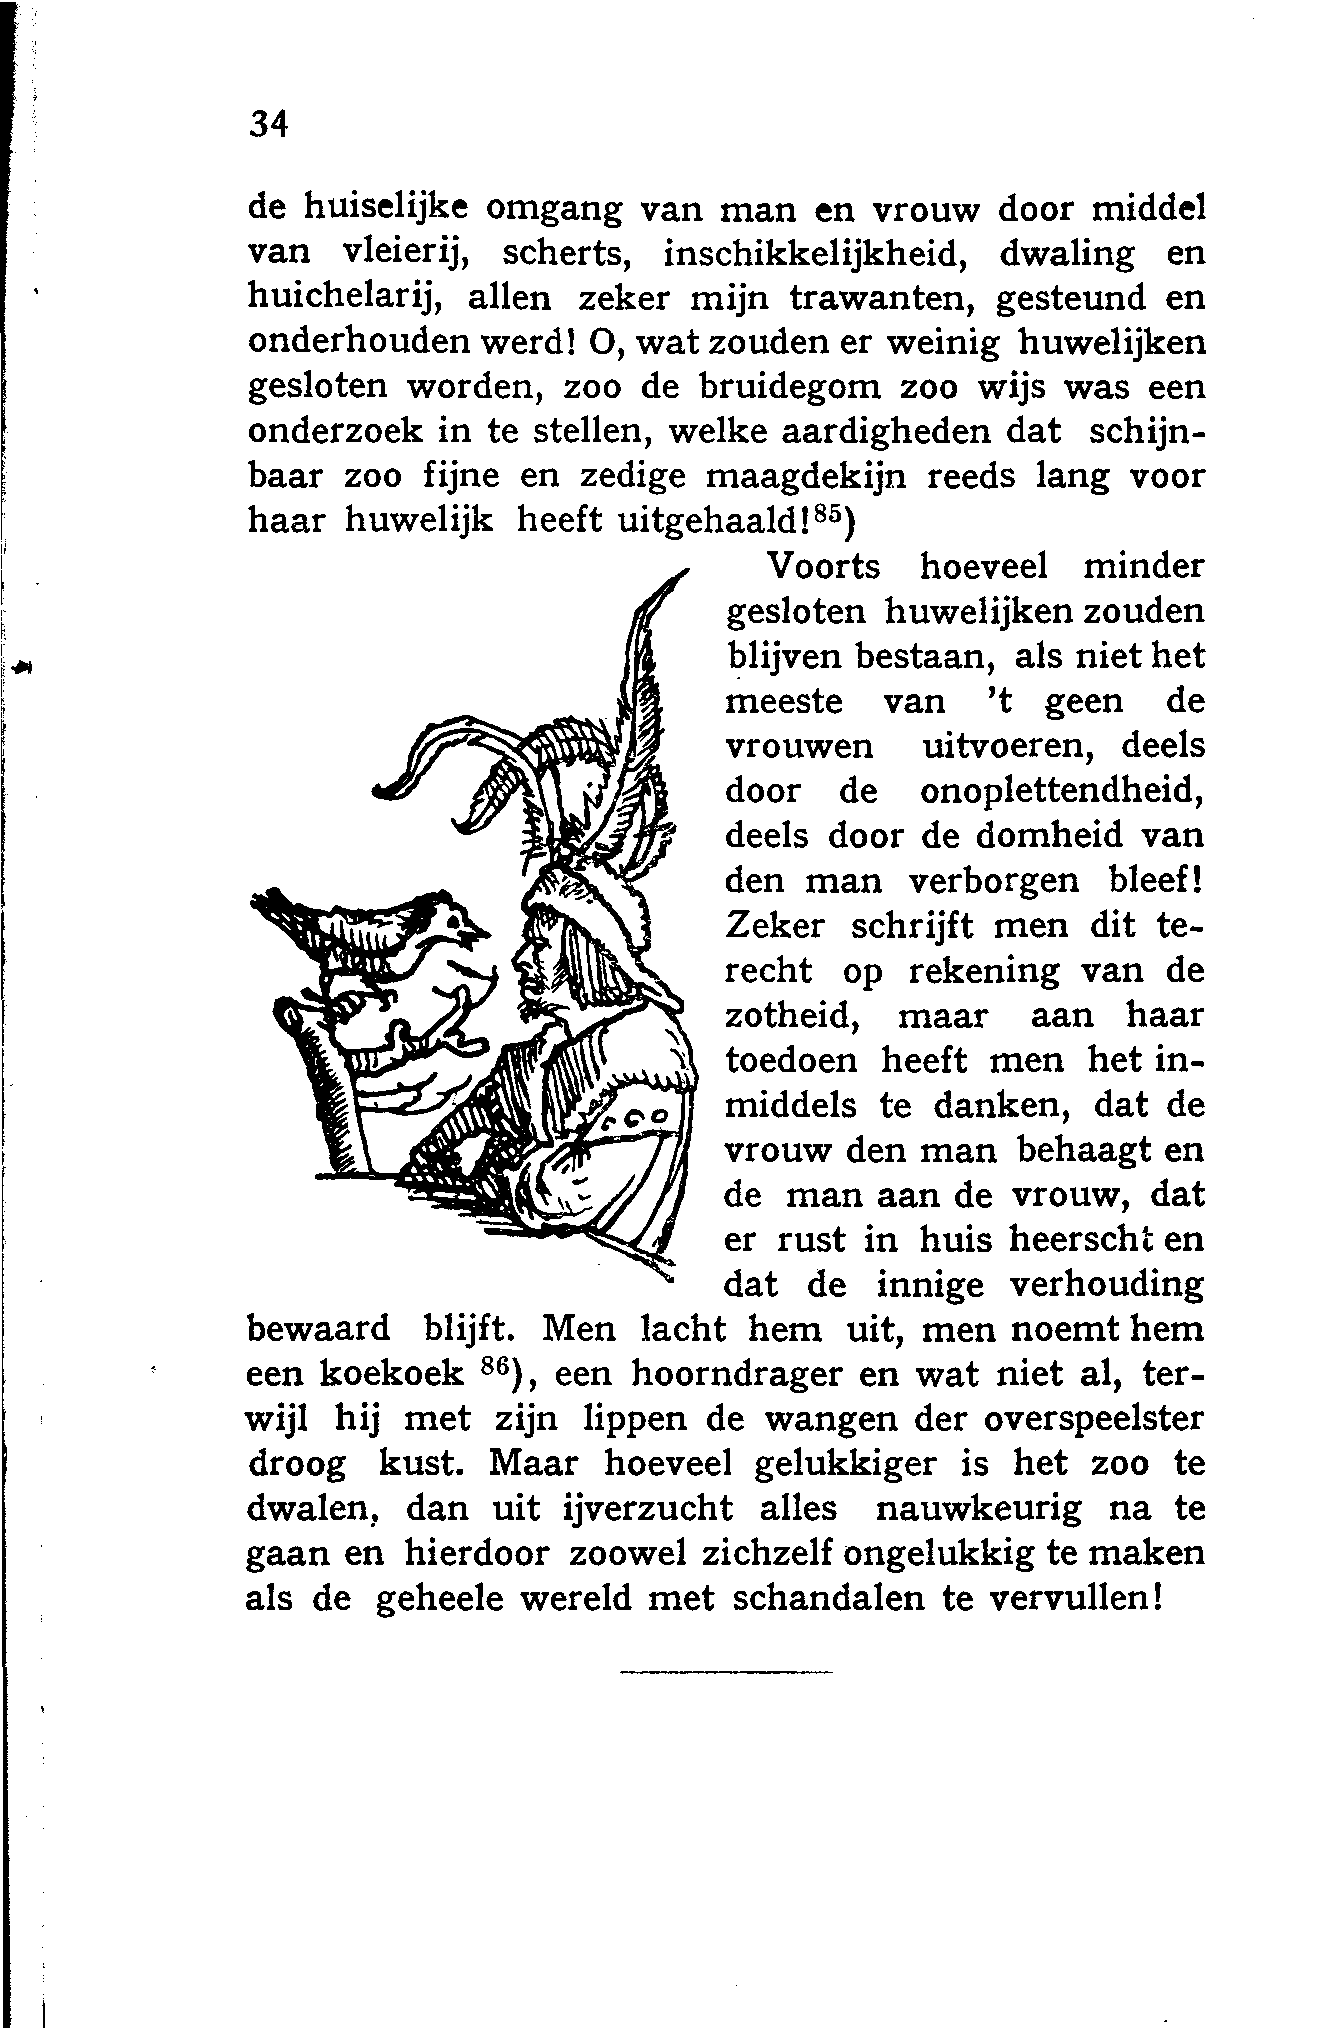 34
de huiselijke omgang van man en vrouw door middel
van vleierij, scherts, inschikkelijkheid, dwaling en
huichelarij, allen zeker mijn trawanten, gesteund en
onderhouden werd! O, wat zouden er weinig huwelijken
gesloten worden, zoo de bruidegom zoo wijs was een
onderzoek in te stellen, welke aardigheden dat schijn-
baar zoo fijne en zedige maagdekijn reeds lang voor
haar huwelijk heeft uitgehaald!⁸⁵)
Voorts hoeveel minder
gesloten huwelijken zouden
blijven bestaan, als niet het
meeste van ’t geen de
vrouwen uitvoeren, deels
door de onoplettendheid,
deels door de domheid van
den man verborgen bleef!
Zeker schrijft men dit te-
recht op rekening van de
zotheid, maar aan haar
toedoen heeft men het in-
middels te danken, dat de
vrouw den man behaagt en
de man aan de vrouw, dat
er rust in huis heerscht en
dat de innige verhouding
bewaard blijft. Men lacht hem uit, men noemt hem
een koekoek ⁸⁶), een hoorndrager en wat niet al, ter-
wijl hij met zijn lippen de wangen der overspeelster
droog kust. Maar hoeveel gelukkiger is het zoo te
dwalen, dan uit ijverzucht alles nauwkeurig na te
gaan en hierdoor zoowel zichzelf ongelukkig te maken
als de geheele wereld met schandalen te vervullen!